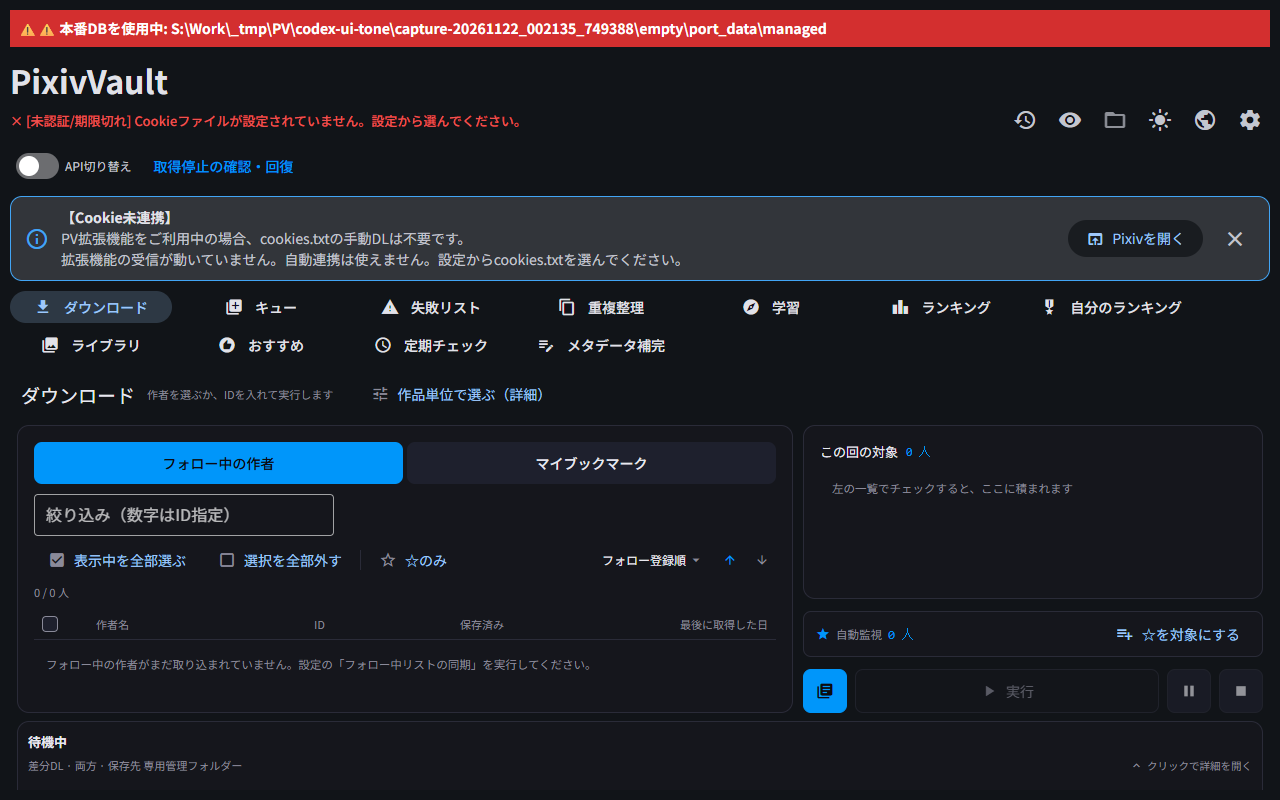 ⚠⚠ 本番DBを使用中: S:\Work\_tmp\PV\codex-ui-tone\capture-20261122_002135_749388\empty\port_data\managed
PixivVault
✕ [未認証/期限切れ] Cookieファイルが設定されていません。設定から選んでください。
API切り替え 取得停止の確認・回復
【Cookie未連携】
PV拡張機能をご利用中の場合、cookies.txtの手動DLは不要です。
拡張機能の受信が動いていません。自動連携は使えません。設定からcookies.txtを選んでください。
Pixivを開く
ダウンロード キュー 失敗リスト 重複整理 学習 ランキング 自分のランキング
ライブラリ おすすめ 定期チェック メタデータ補完
ダウンロード 作者を選ぶか、IDを入れて実行します 作品単位で選ぶ（詳細）
フォロー中の作者 マイブックマーク
絞り込み（数字はID指定）
表示中を全部選ぶ 選択を全部外す ☆のみ フォロー登録順
0 / 0 人
作者名 ID 保存済み 最後に取得した日
フォロー中の作者がまだ取り込まれていません。設定の「フォロー中リストの同期」を実行してください。
この回の対象 0 人
左の一覧でチェックすると、ここに積まれます
自動監視 0 人 ☆を対象にする
実行
待機中
差分DL・両方・保存先 専用管理フォルダー クリックで詳細を開く